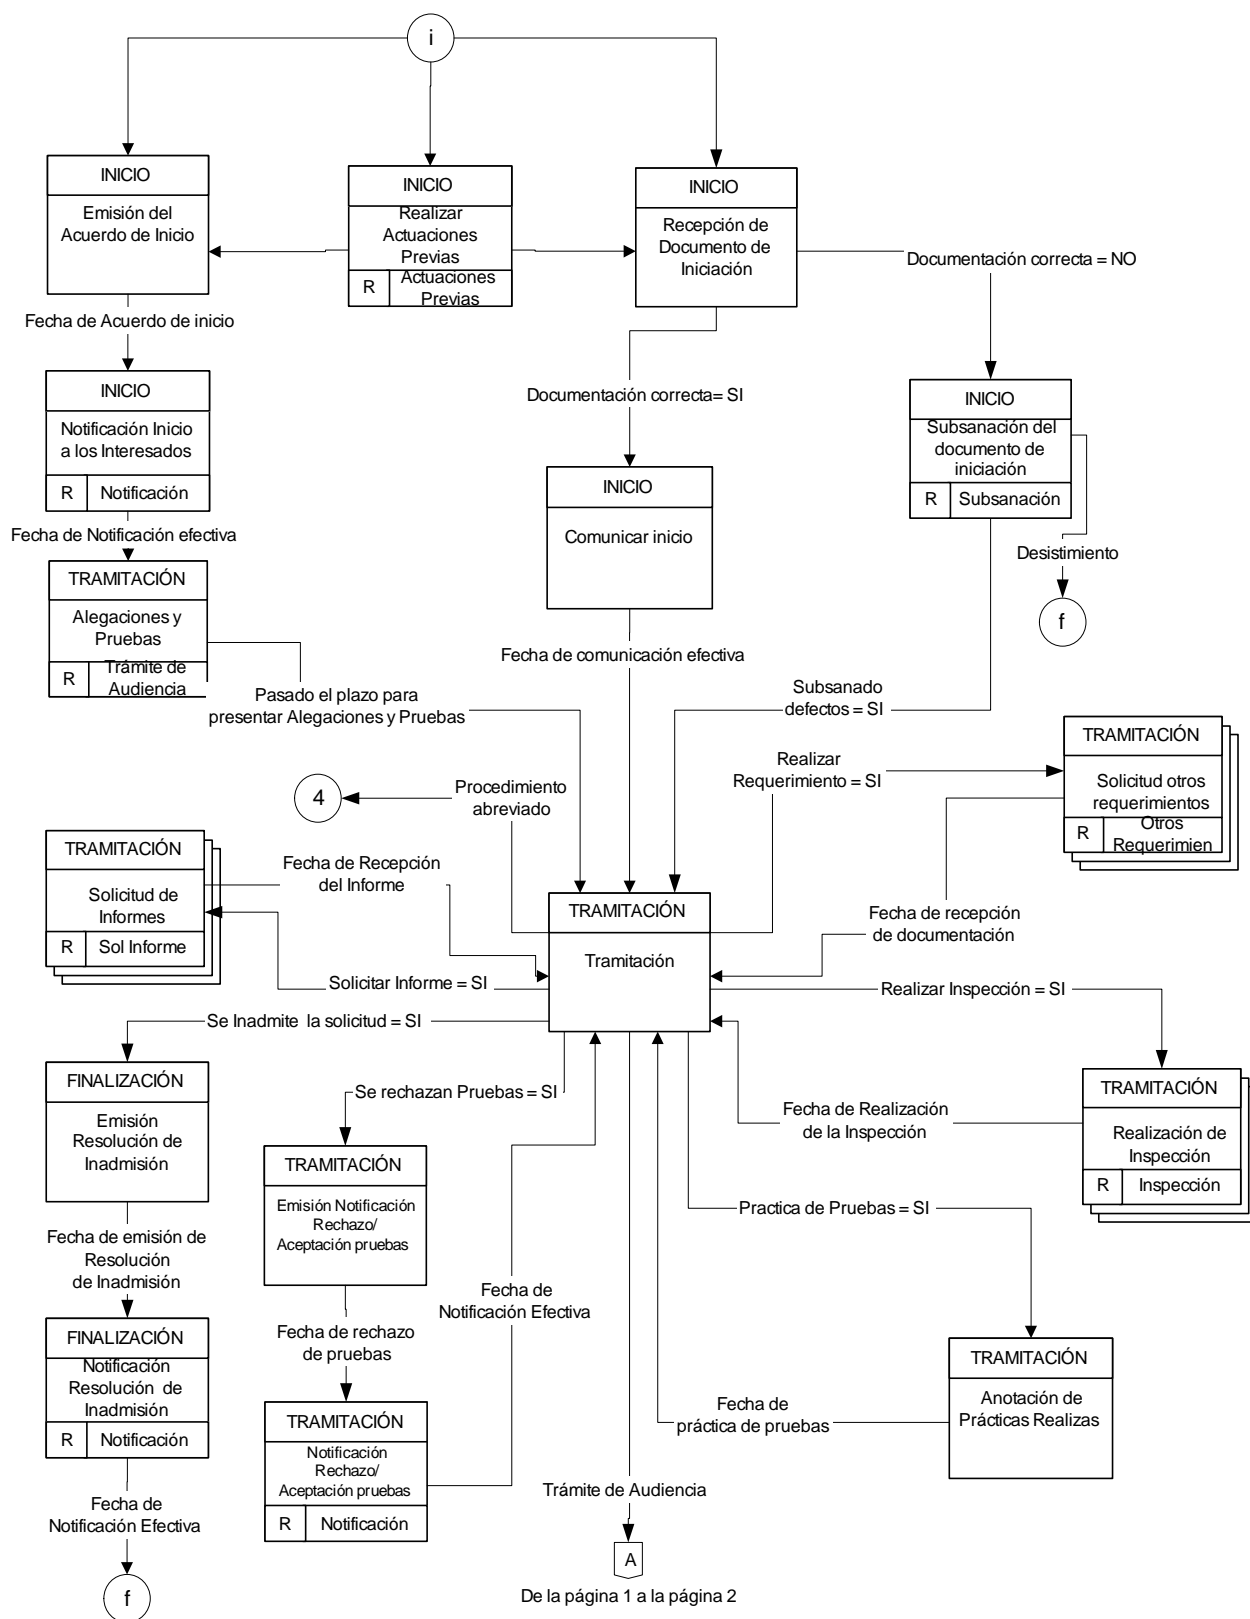 i
INICIO
Emisión del
Acuerdo de Inicio
INICIO
Realizar
Actuaciones
Previas
R
Actuaciones
Previas
INICIO
Recepción de
Documento de
Iniciación
Documentación correcta = NO
Fecha de Acuerdo de inicio
INICIO
Notificación Inicio
a los Interesados
R
Notificación
Documentación correcta= SI
INICIO
Subsanación del
documento de
iniciación
R
Subsanación
INICIO
Comunicar inicio
Fecha de Notificación efectiva
Desistimiento
f
TRAMITACIÓN
Alegaciones y
Pruebas
R
Trámite de
Audiencia
Fecha de comunicación efectiva
Pasado el plazo para
presentar Alegaciones y Pruebas
Subsanado
defectos = SI
4
Procedimiento
abreviado
Realizar
Requerimiento = SI
TRAMITACIÓN
Solicitud otros
requerimientos
R
Otros
Requerimien
TRAMITACIÓN
Solicitud de
Informes
R
Sol Informe
Fecha de Recepción
del Informe
TRAMITACIÓN
Tramitación
Fecha de recepción
de documentación
Solicitar Informe = SI
Realizar Inspección = SI
Se Inadmite la solicitud = SI
FINALIZACIÓN
Emisión
Resolución de
Inadmisión
Se rechazan Pruebas = SI
Fecha de Realización
de la Inspección
TRAMITACIÓN
Realización de
Inspección
R
Inspección
TRAMITACIÓN
Emisión Notificación
Rechazo/
Aceptación pruebas
Practica de Pruebas = SI
Fecha de emisión de
Resolución
de Inadmisión
Fecha de
Notificación Efectiva
Fecha de rechazo
de pruebas
FINALIZACIÓN
Notificación
Resolución de
Inadmisión
R
Notificación
TRAMITACIÓN
Notificación
Rechazo/
Aceptación pruebas
R
Notificación
Fecha de
práctica de pruebas
TRAMITACIÓN
Anotación de
Prácticas Realizas
Fecha de
Notificación Efectiva
Trámite de Audiencia
f
A
De la página 1 a la página 2